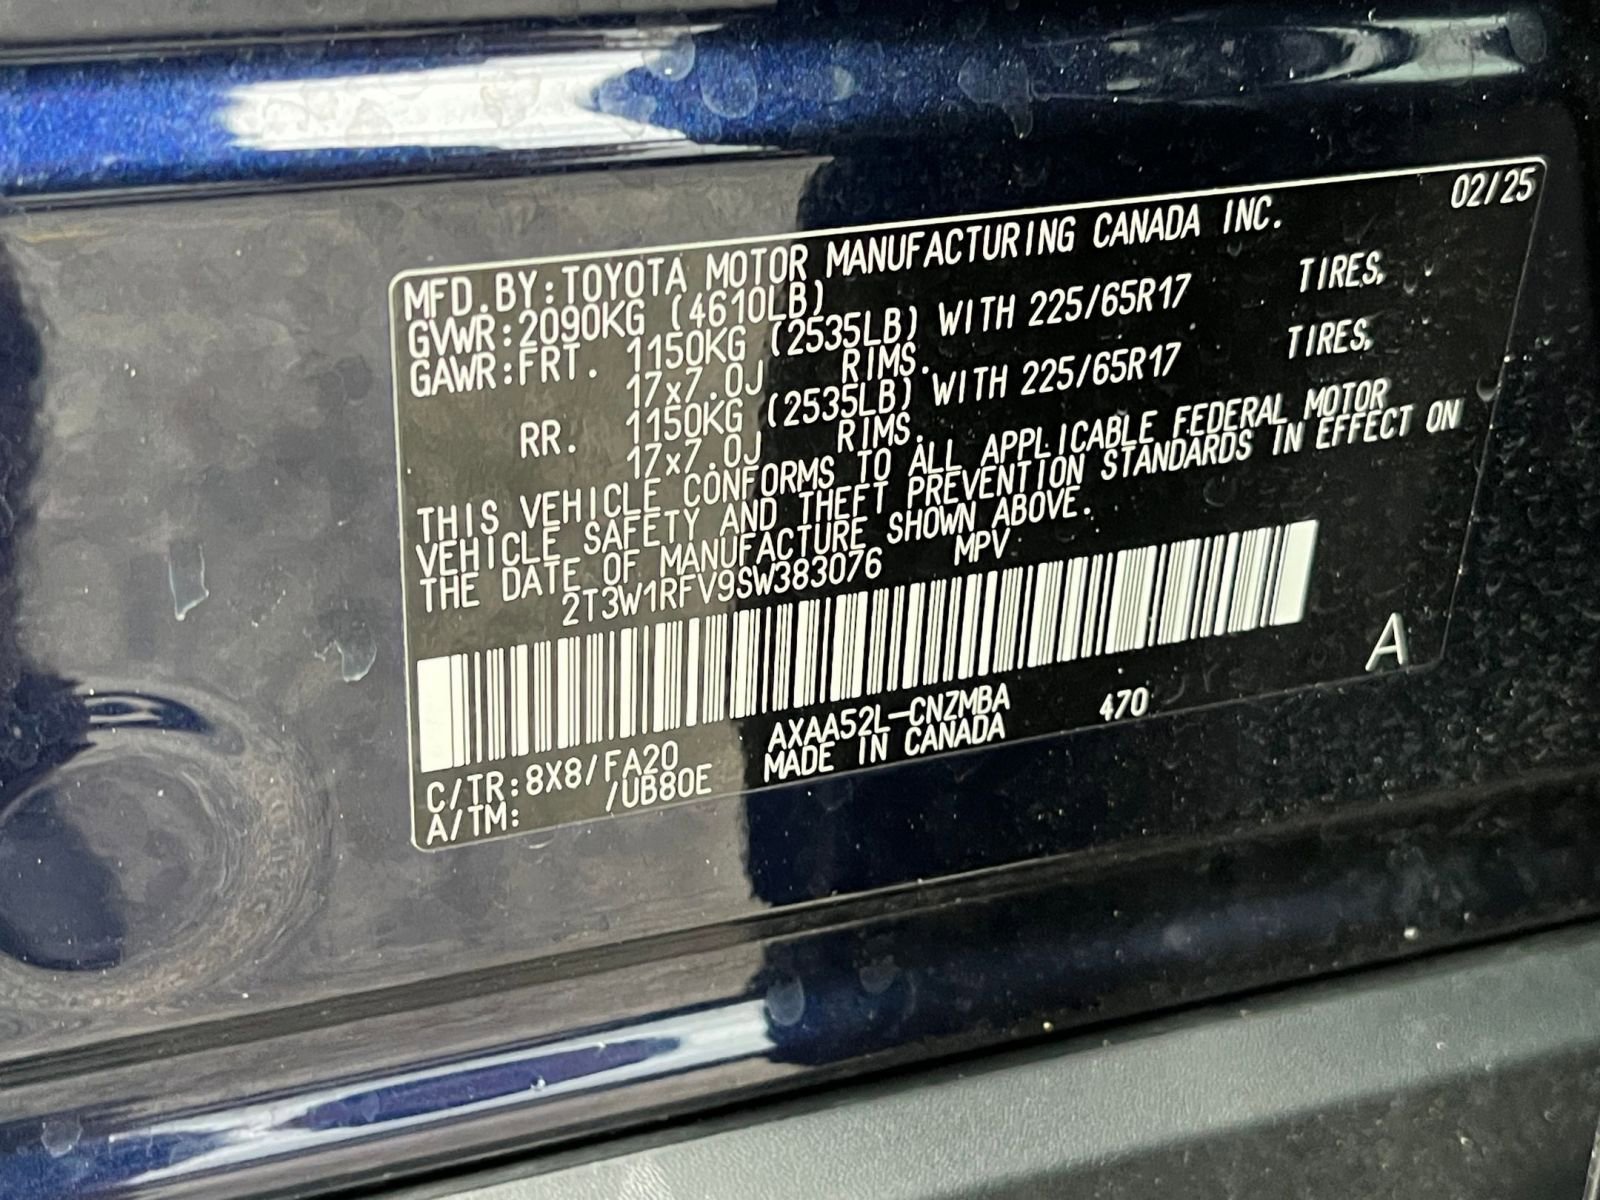 02/25
MFD.BY:TOYOTA MOTOR MANUFACTURING CANADA INC.
GVWR:2090KG (4610LB)
GAWR:FRT. 1150KG (2535LB) WITH 225/65R17 TIRES,
17x7.0J RIMS.
RR. 1150KG (2535LB) WITH 225/65R17 TIRES,
17x7.0J RIMS.
THIS VEHICLE CONFORMS TO ALL APPLICABLE FEDERAL MOTOR
VEHICLE SAFETY AND THEFT PREVENTION STANDARDS IN EFFECT ON
THE DATE OF MANUFACTURE SHOWN ABOVE.
2T3W1RFV9SW383076 MPV
A
C/TR:8X8/FA20 AXAA52L-CNZMBA 470
A/TM: /UB80E MADE IN CANADA